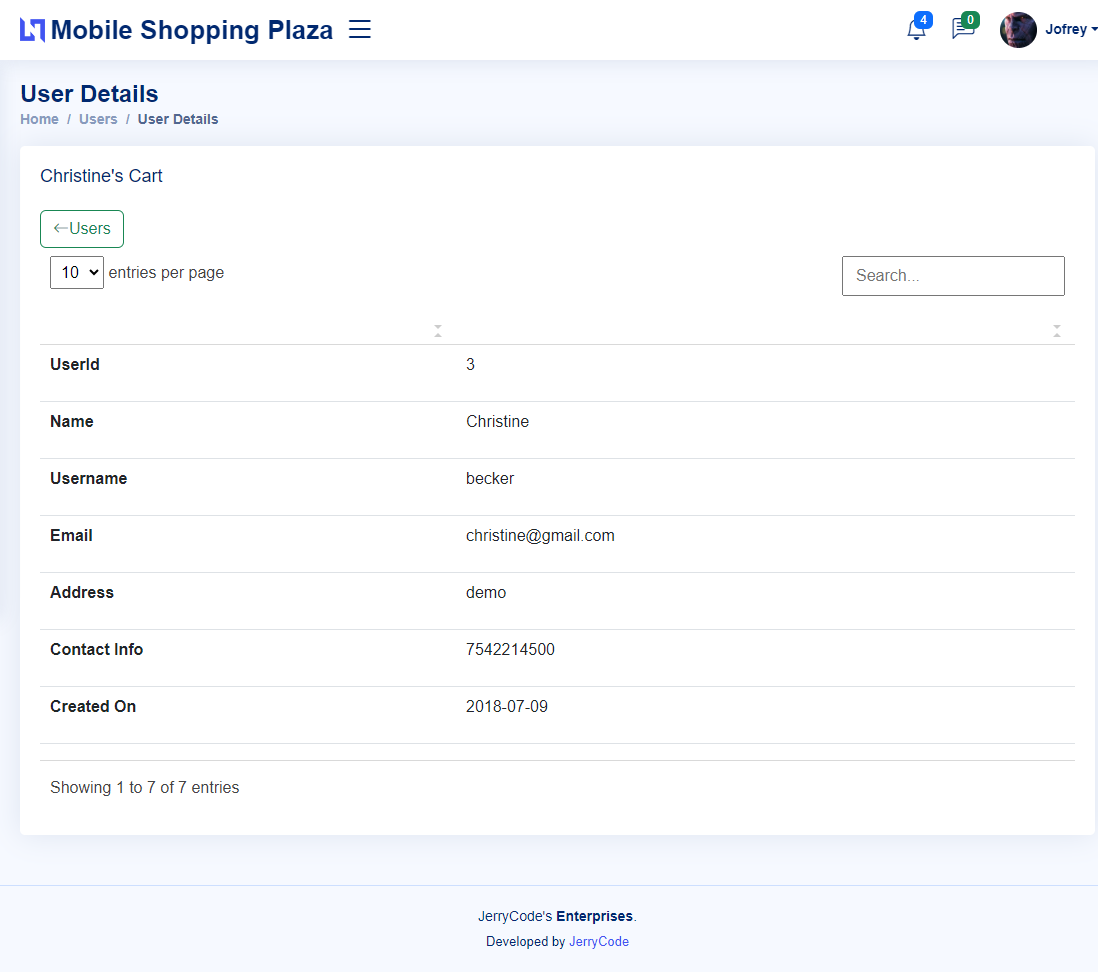 Mobile Shopping Plaza
4
0
Jofrey
User Details
Home / Users / User Details
Christine's Cart
←Users
10 entries per page
Search...
UserId 3
Name Christine
Username becker
Email christine@gmail.com
Address demo
Contact Info 7542214500
Created On 2018-07-09
Showing 1 to 7 of 7 entries
JerryCode's Enterprises.
Developed by JerryCode